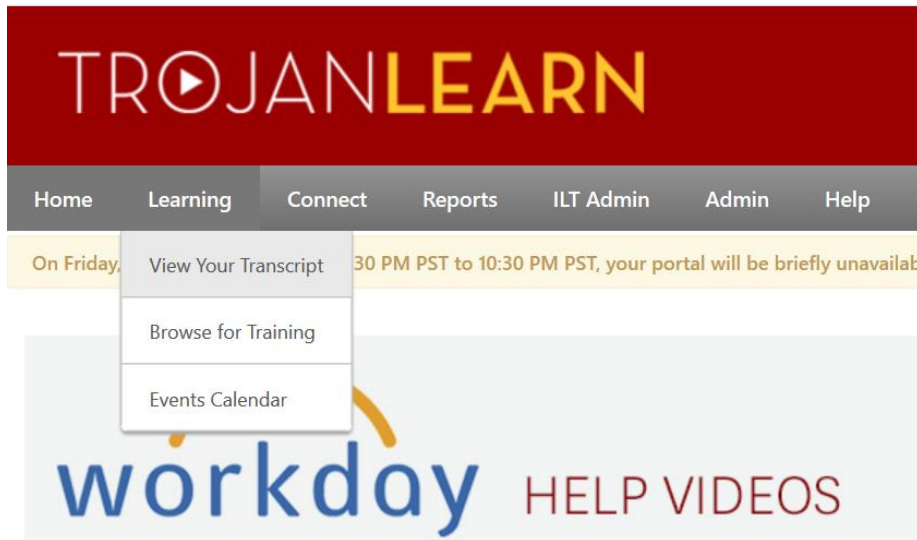 TROJANLEARN
Home Learning Connect Reports ILT Admin Admin Help
On Friday, 30 PM PST to 10:30 PM PST, your portal will be briefly
View Your Transcript
Browse for Training
Events Calendar
workday HELP VIDEOS